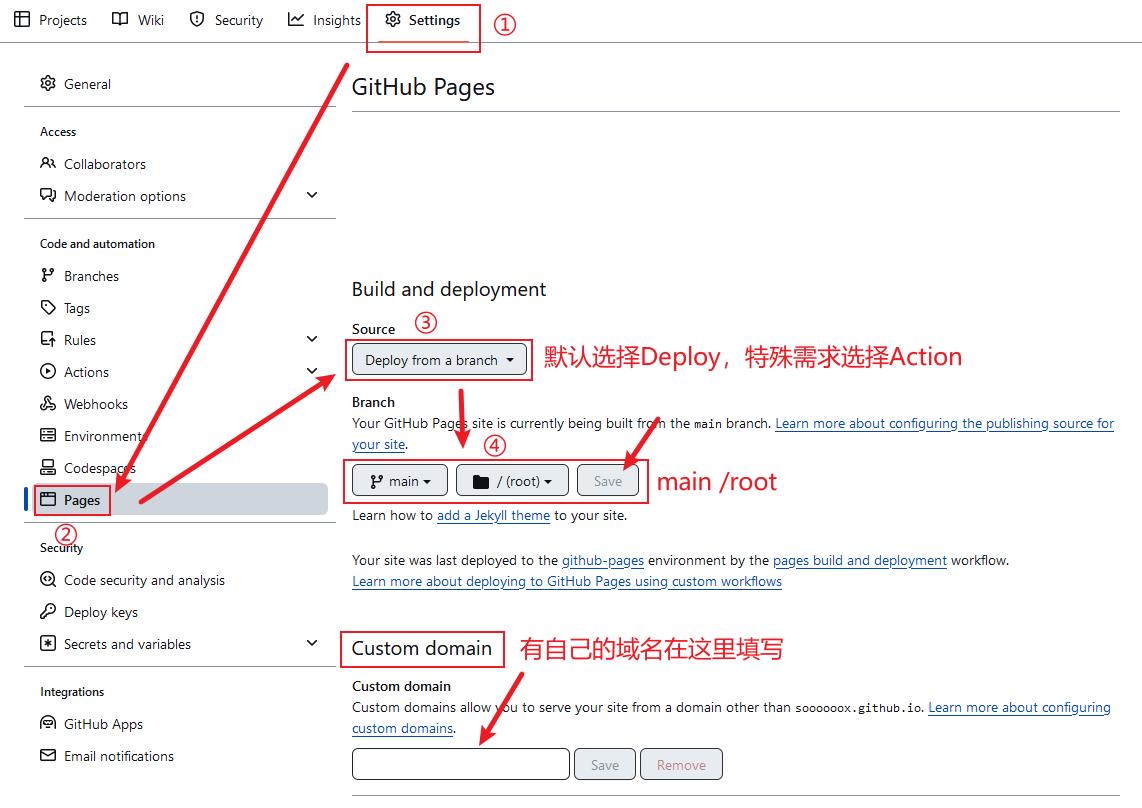 Projects Wiki Security Insights Settings ①
General
Access
Collaborators
Moderation options
Code and automation
Branches
Tags
Rules
Actions
Webhooks
Environments
Codespaces
Pages
②
Security
Code security and analysis
Deploy keys
Secrets and variables
Integrations
GitHub Apps
Email notifications
GitHub Pages
Build and deployment
Source ③
Deploy from a branch 默认选择Deploy，特殊需求选择Action
Branch
Your GitHub Pages site is currently being built from the main branch. Learn more about configuring the publishing source for
your site.
④
main / (root) Save main /root
Learn how to add a Jekyll theme to your site.
Your site was last deployed to the github-pages environment by the pages build and deployment workflow.
Learn more about deploying to GitHub Pages using custom workflows
Custom domain 有自己的域名在这里填写
Custom domain
Custom domains allow you to serve your site from a domain other than soooooox.github.io. Learn more about configuring
custom domains.
Save Remove